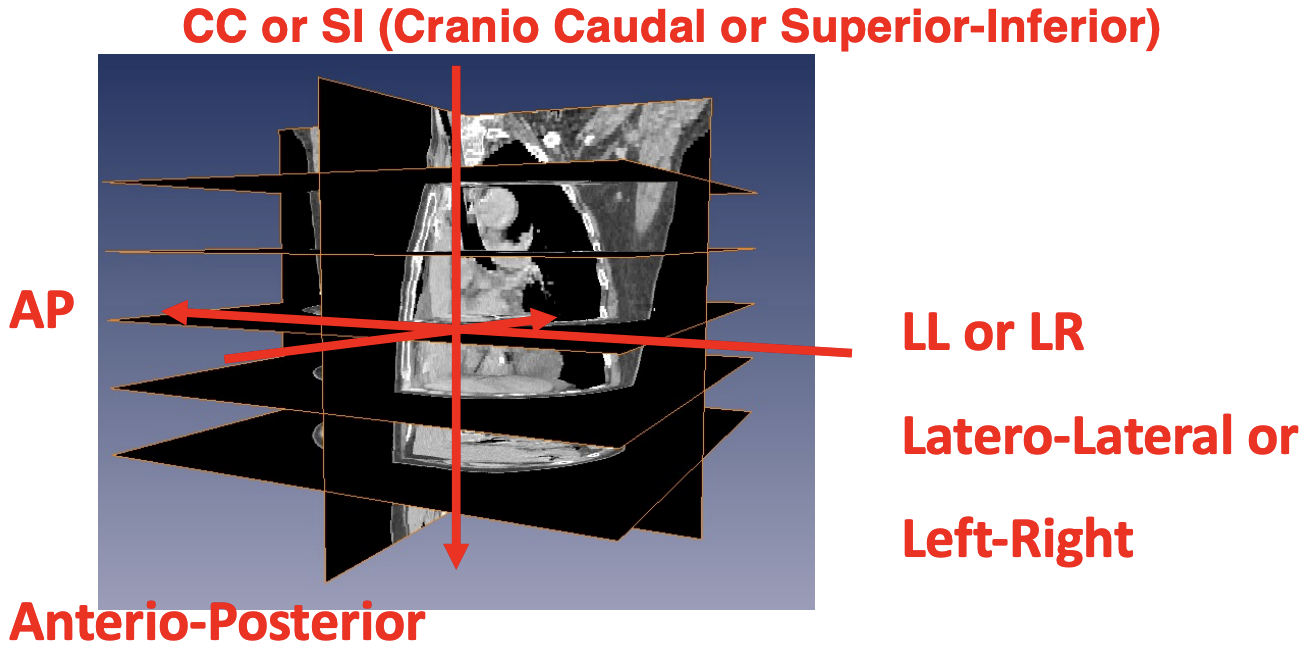 CC or SI (Cranio Caudal or Superior-Inferior)
AP
LL or LR
Latero-Lateral or
Left-Right
Anterio-Posterior